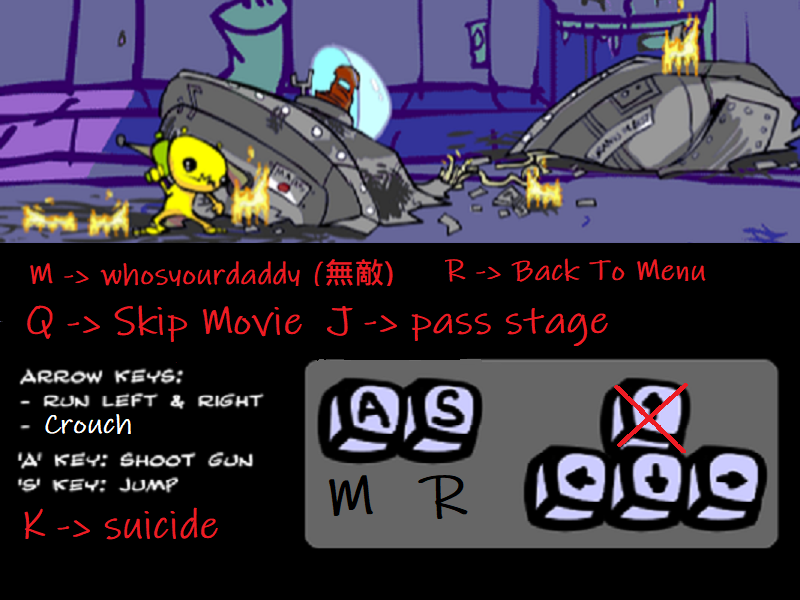 M -> whosyourdaddy (無敵) R -> Back To Menu
Q -> Skip Movie J -> pass stage
ARROW KEYS:
- RUN LEFT & RIGHT
- Crouch
'A' KEY: SHOOT GUN
'S' KEY: JUMP
K -> suicide
A S
M R